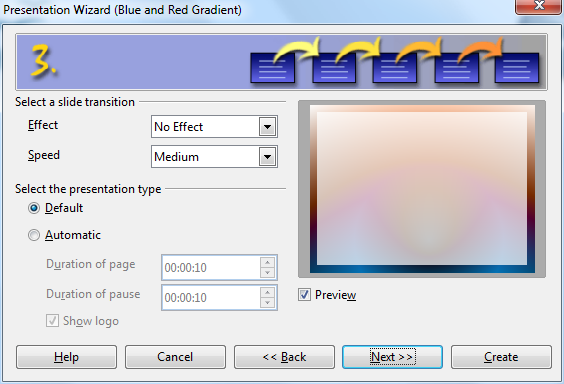 Presentation Wizard (Blue and Red Gradient)
3.
Select a slide transition
Effect No Effect
Speed Medium
Select the presentation type
Default
Automatic
Duration of page 00:00:10
Duration of pause 00:00:10
Show logo
Preview
Help Cancel << Back Next >> Create